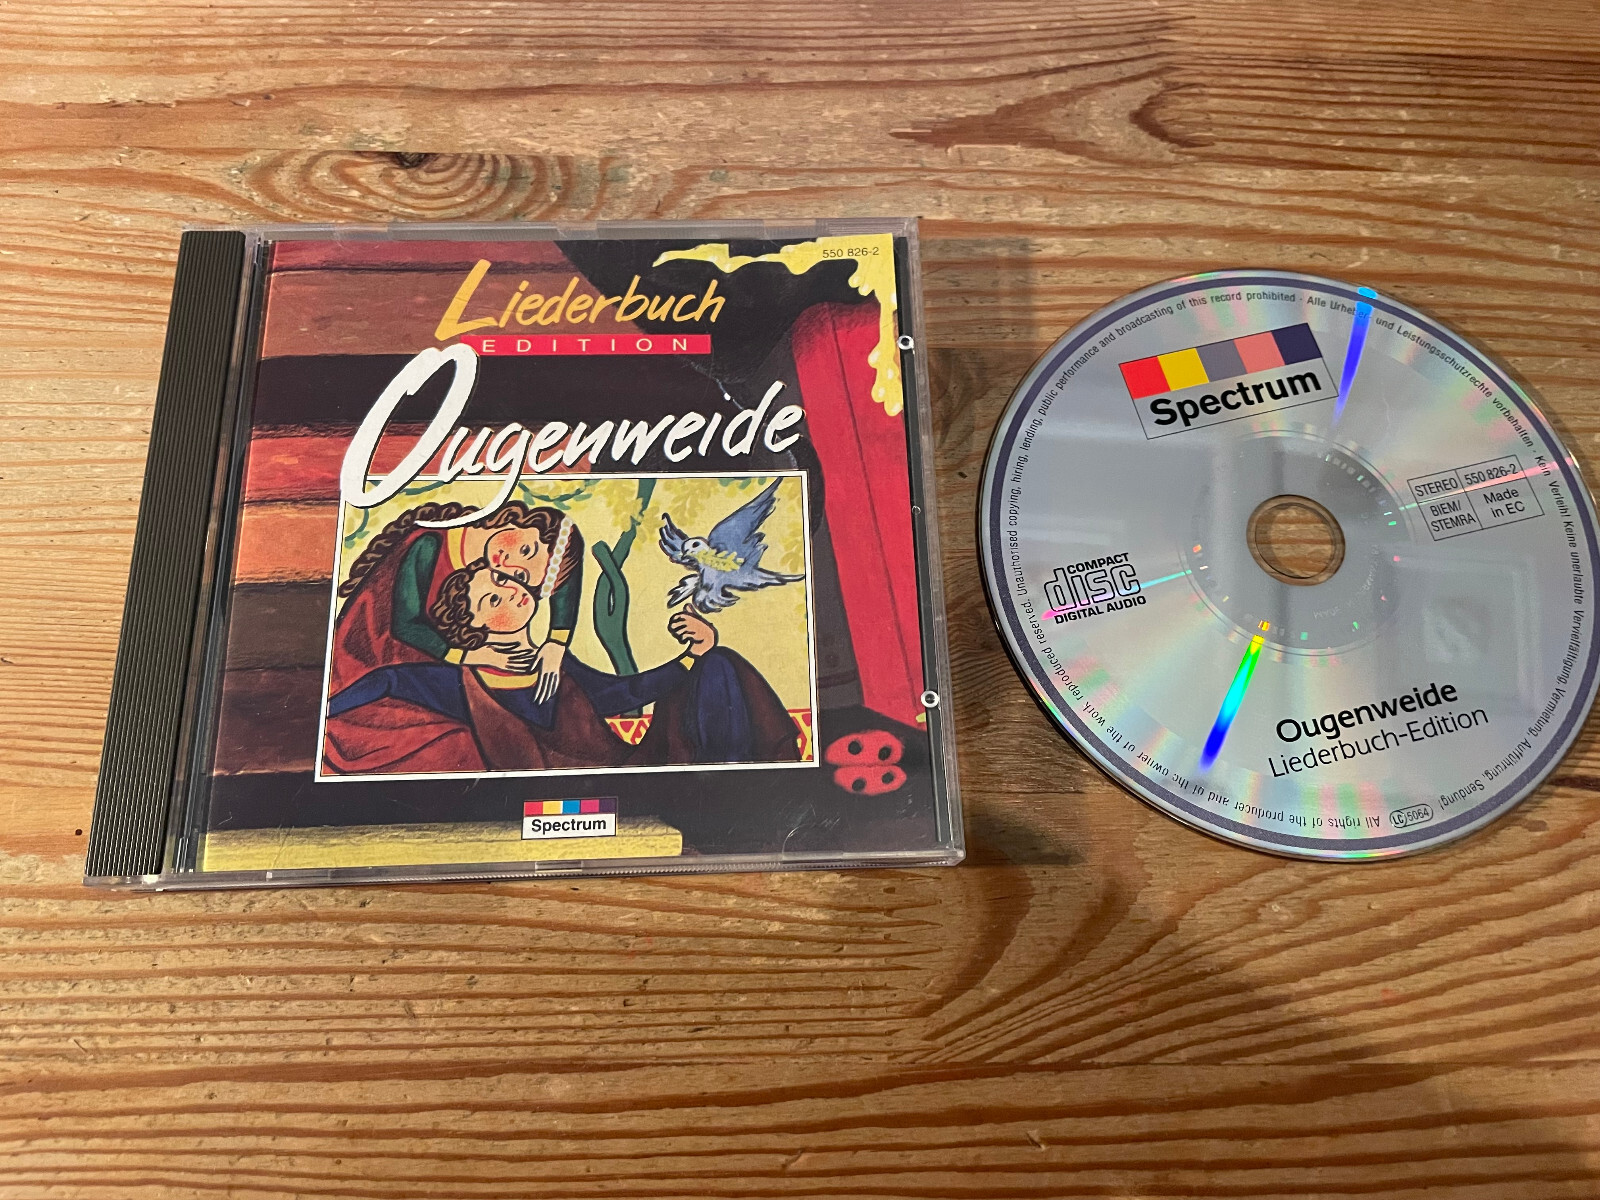 550 826-2
Liederbuch
EDITION
Ougenweide
Spectrum
Spectrum
STEREO 550 826-2
BIEM/STEMRA Made in EC
COMPACT
disc
DIGITAL AUDIO
Ougenweide
Liederbuch-Edition
All rights of the producer and of the owner of the work reproduced reserved. Unauthorised copying, hiring, lending, public performance and broadcasting of this record prohibited - Alle Urheber- und Leistungsschutzrechte vorbehalten - Kein Verleih! Keine unerlaubte Vervielfältigung, Vermietung, Aufführung, Sendung!
LC 5064